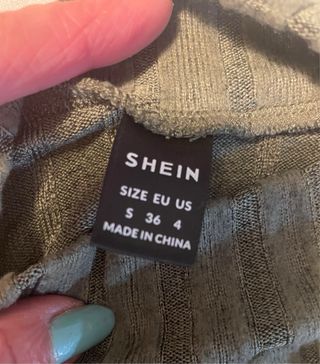 SHEIN
SIZE EU US
S 36 4
MADE IN CHINA